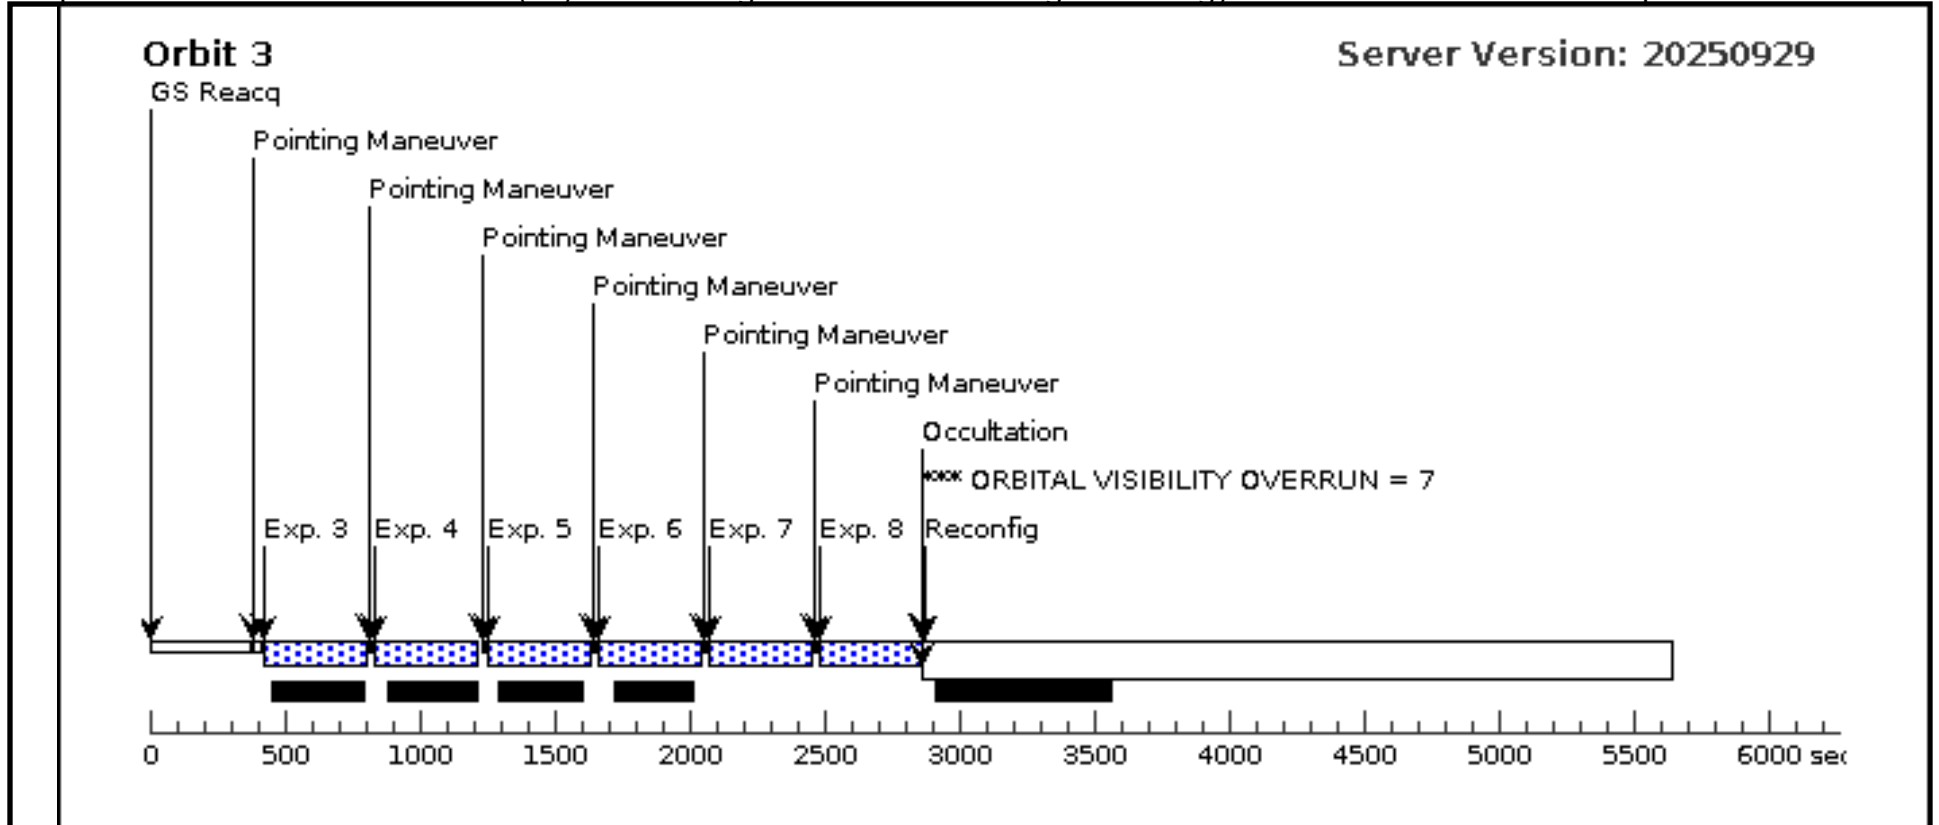 Orbit 3
Server Version: 20250929
GS Reacq
Pointing Maneuver
Pointing Maneuver
Pointing Maneuver
Pointing Maneuver
Pointing Maneuver
Pointing Maneuver
Occultation
*** ORBITAL VISIBILITY OVERRUN = 7
Exp. 3 Exp. 4 Exp. 5 Exp. 6 Exp. 7 Exp. 8 Reconfig
0 500 1000 1500 2000 2500 3000 3500 4000 4500 5000 5500 6000 sec